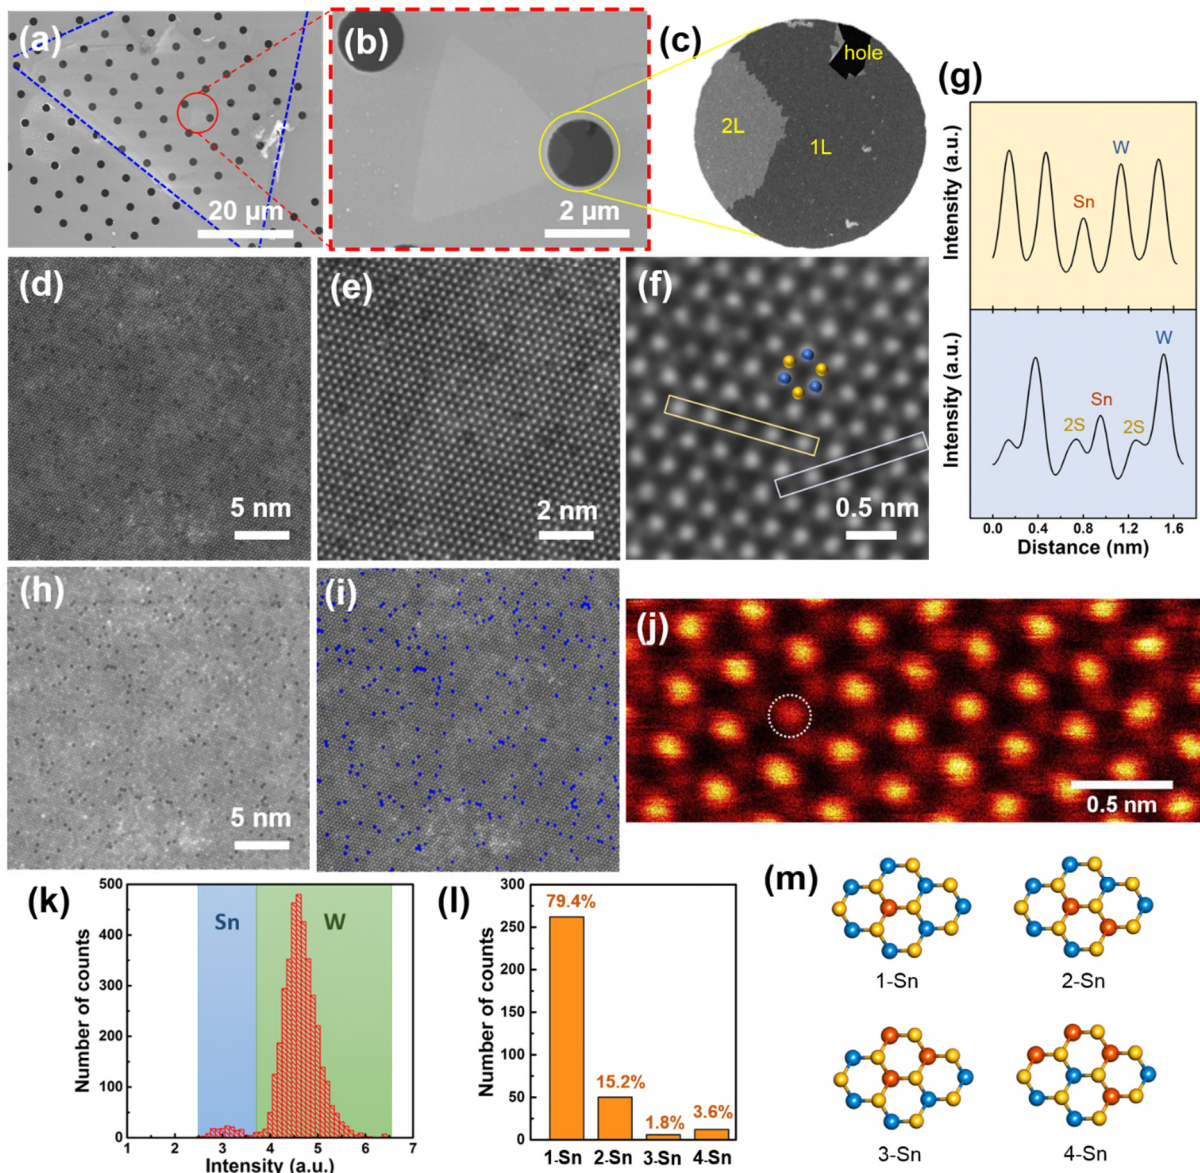 (a)
20 µm
(b)
2 µm
(c)
hole
2L
1L
(g)
Intensity (a.u.)
W
Sn
Intensity (a.u.)
W
Sn
2S
2S
0.0 0.4 0.8 1.2 1.6
Distance (nm)
(d)
5 nm
(e)
2 nm
(f)
0.5 nm
(h)
5 nm
(i)
(j)
0.5 nm
(k)
Number of counts
500
400
300
200
100
0
Sn
W
1 2 3 4 5 6 7
Intensity (a.u.)
(l)
Number of counts
300
250
200
150
100
50
0
79.4%
15.2%
1.8%
3.6%
1-Sn 2-Sn 3-Sn 4-Sn
(m)
1-Sn
2-Sn
3-Sn
4-Sn